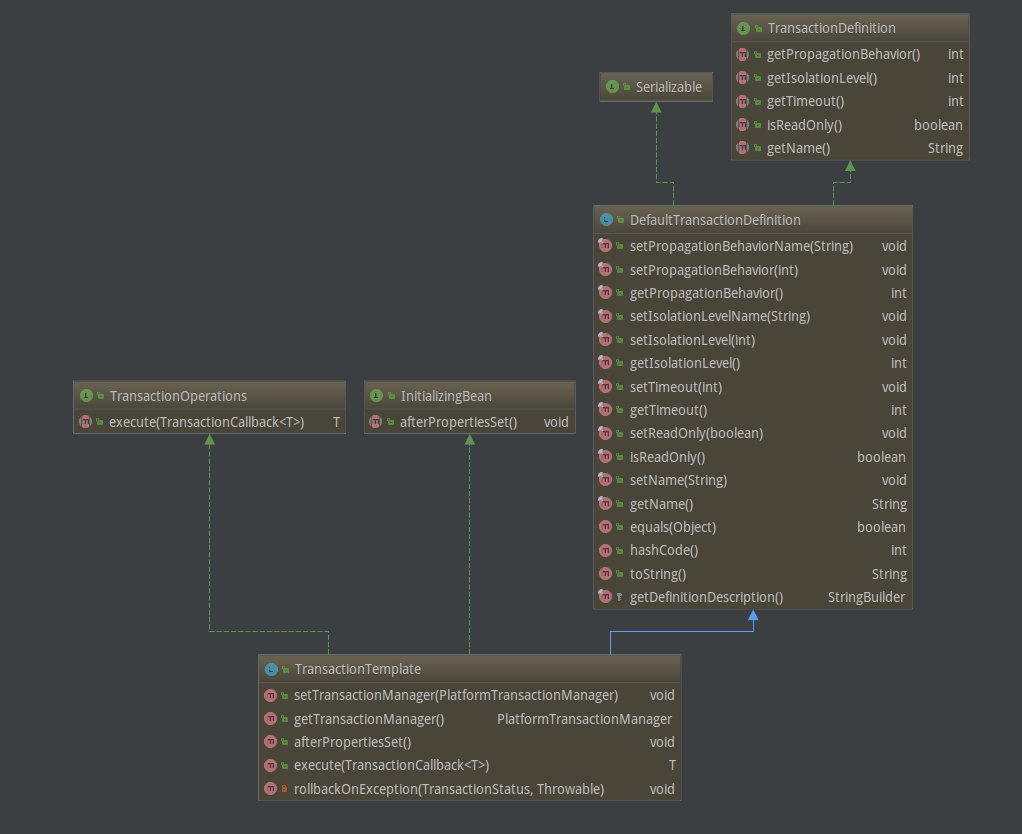 TransactionDefinition
getPropagationBehavior() int
getIsolationLevel() int
getTimeout() int
isReadOnly() boolean
getName() String
Serializable
DefaultTransactionDefinition
setPropagationBehaviorName(String) void
setPropagationBehavior(int) void
getPropagationBehavior() int
setIsolationLevelName(String) void
setIsolationLevel(int) void
getIsolationLevel() int
setTimeout(int) void
getTimeout() int
setReadOnly(boolean) void
isReadOnly() boolean
setName(String) void
getName() String
equals(Object) boolean
hashCode() int
toString() String
getDefinitionDescription() StringBuilder
TransactionOperations
execute(TransactionCallback<T>) T
InitializingBean
afterPropertiesSet() void
TransactionTemplate
setTransactionManager(PlatformTransactionManager) void
getTransactionManager() PlatformTransactionManager
afterPropertiesSet() void
execute(TransactionCallback<T>) T
rollbackOnException(TransactionStatus, Throwable) void